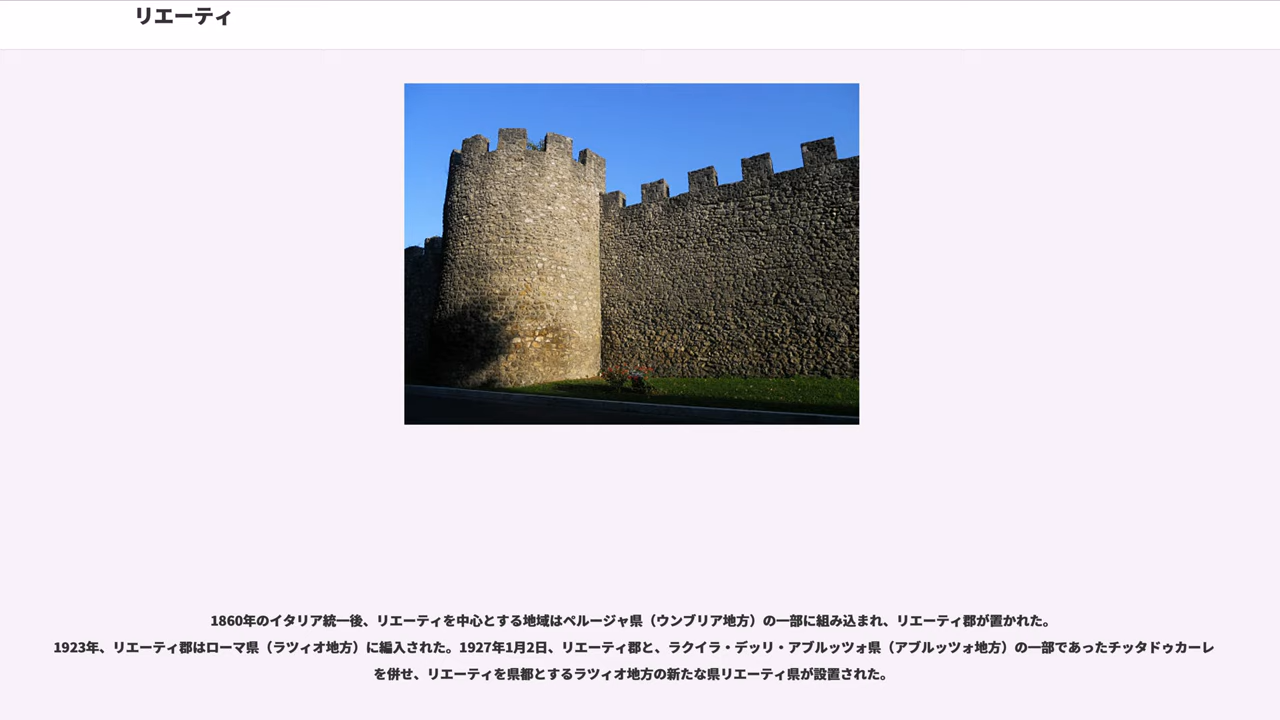 リエーティ
1860年のイタリア統一後、リエーティを中心とする地域はペルージャ県（ウンブリア地方）の一部に組み込まれ、リエーティ郡が置かれた。
1923年、リエーティ郡はローマ県（ラツィオ地方）に編入された。1927年1月2日、リエーティ郡と、ラクイラ・デッリ・アブルッツォ県（アブルッツォ地方）の一部であったチッタドゥカーレ
を併せ、リエーティを県都とするラツィオ地方の新たな県リエーティ県が設置された。